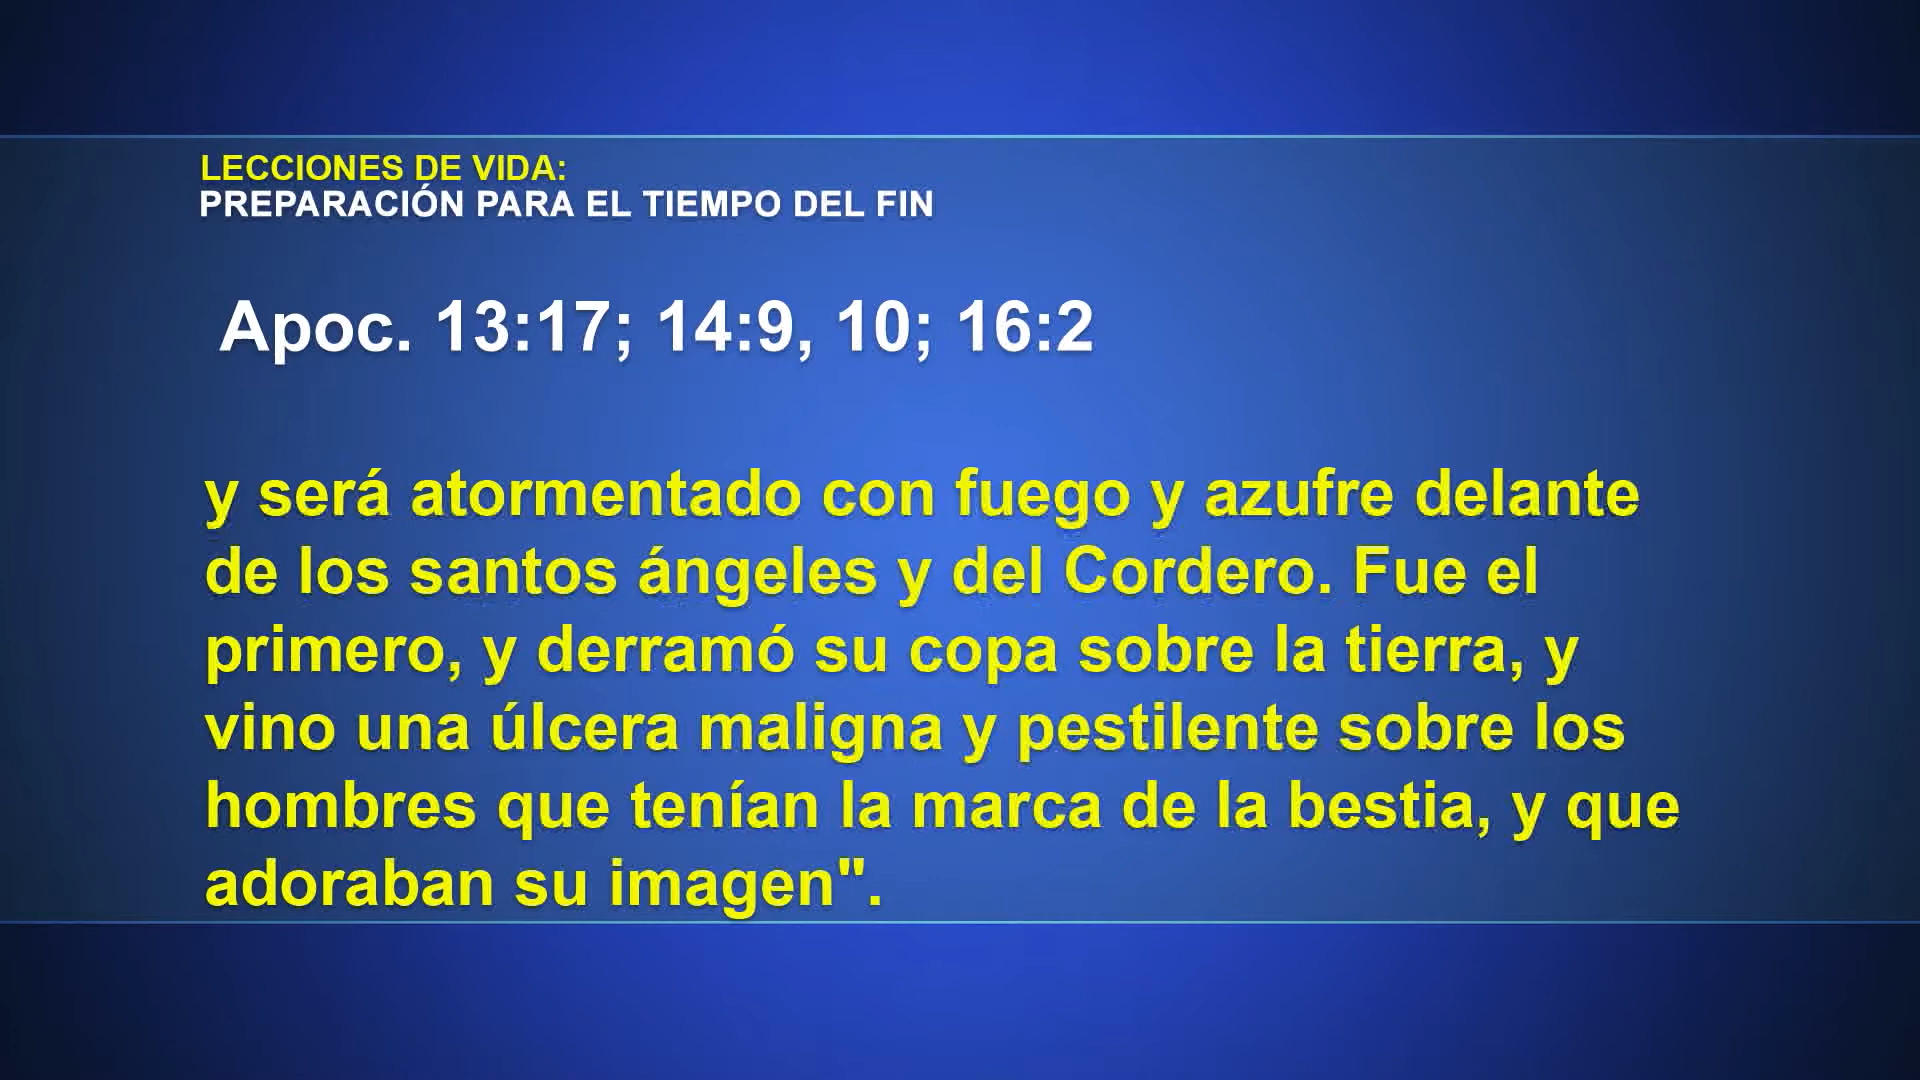 LECCIONES DE VIDA:
PREPARACIÓN PARA EL TIEMPO DEL FIN
Apoc. 13:17; 14:9, 10; 16:2
y será atormentado con fuego y azufre delante
de los santos ángeles y del Cordero. Fue el
primero, y derramó su copa sobre la tierra, y
vino una úlcera maligna y pestilente sobre los
hombres que tenían la marca de la bestia, y que
adoraban su imagen".